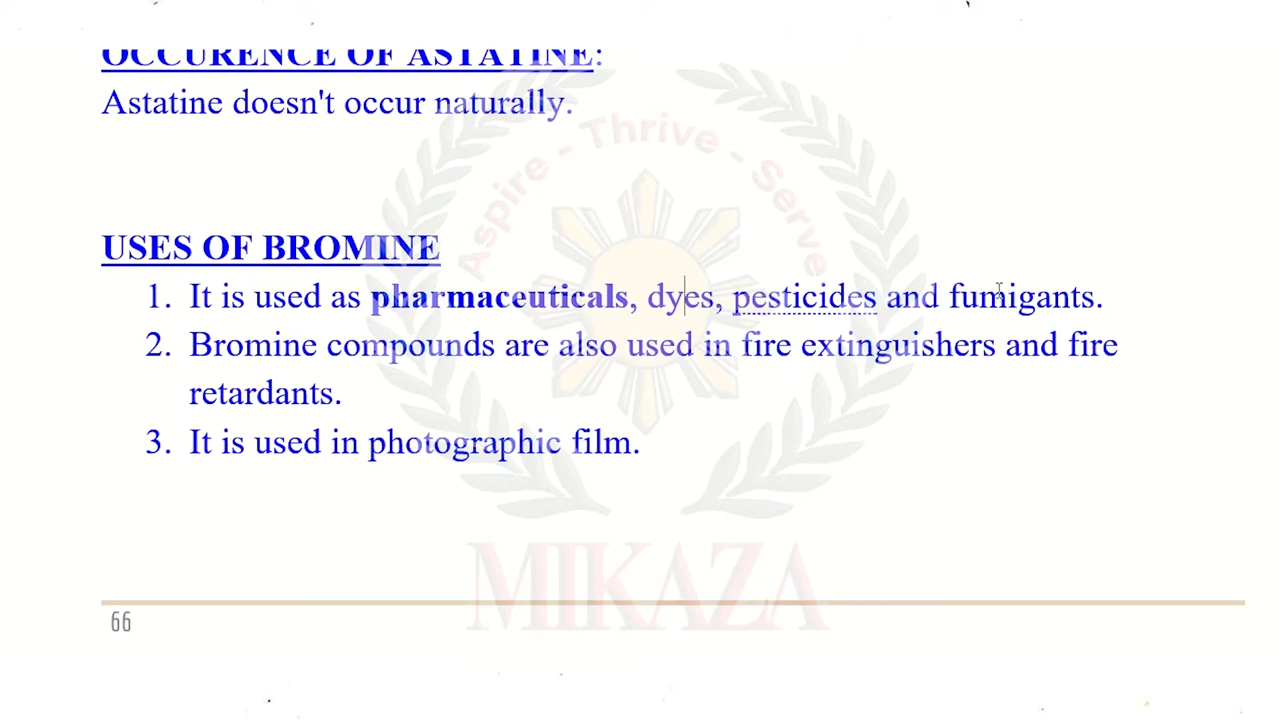 OCCURENCE OF ASTATINE:
Astatine doesn't occur naturally.
Aspire - Thrive - Serve
USES OF BROMINE
1. It is used as pharmaceuticals, dyes, pesticides and fumigants.
2. Bromine compounds are also used in fire extinguishers and fire
retardants.
3. It is used in photographic film.
MIKAZA
66